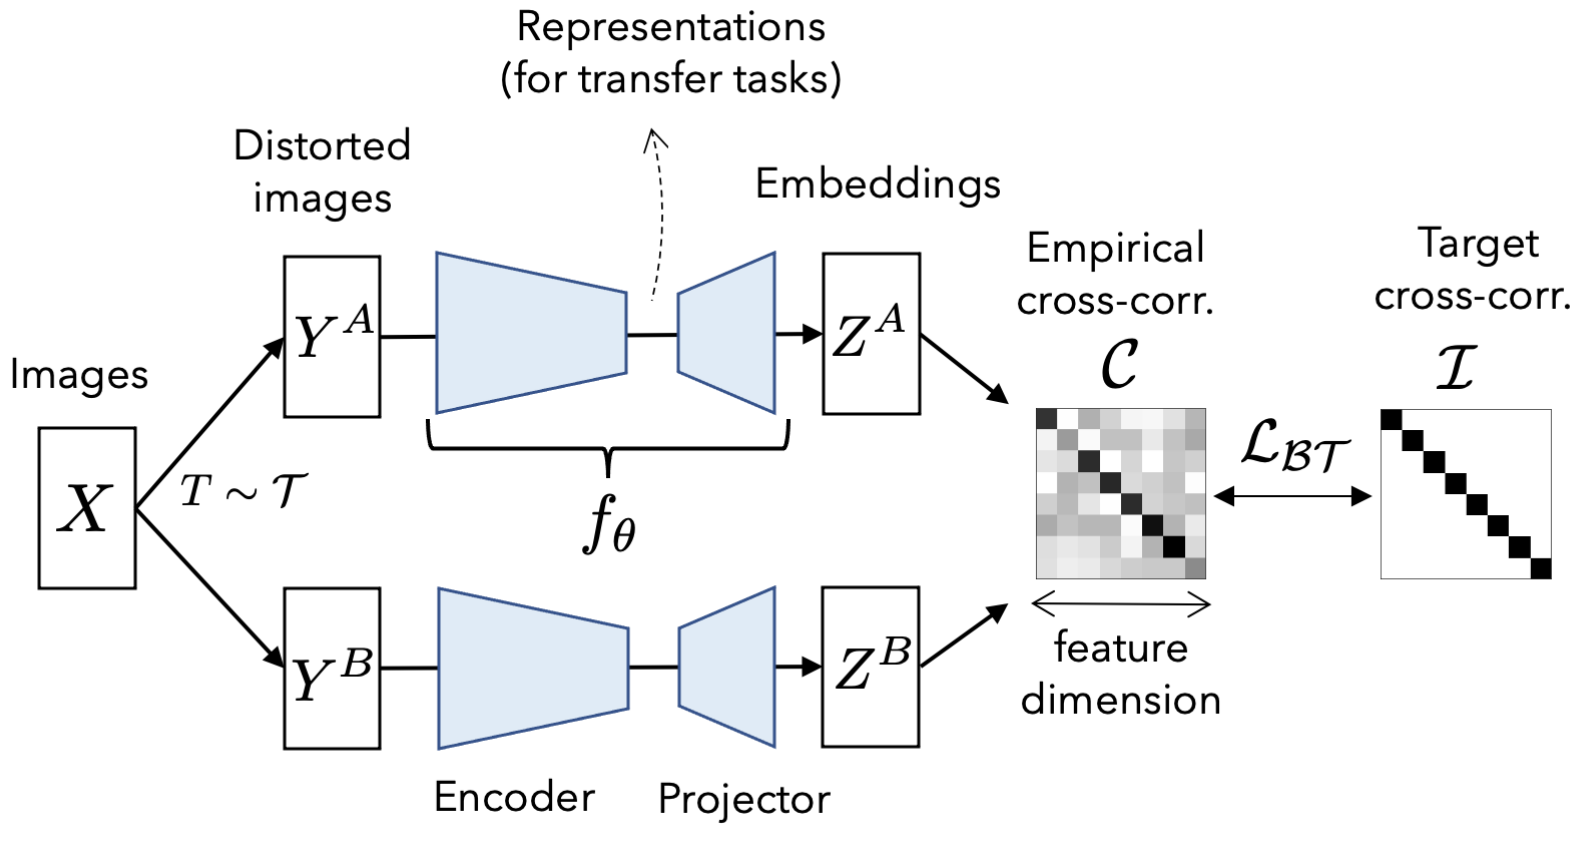 Representations
(for transfer tasks)
Distorted
images
Embeddings
Empirical
cross-corr.
Target
cross-corr.
Images
Y^A
Z^A
𝒞
ℐ
X
T ∼ 𝒯
f_θ
ℒ_ℬ𝒯
Y^B
Z^B
feature
dimension
Encoder
Projector